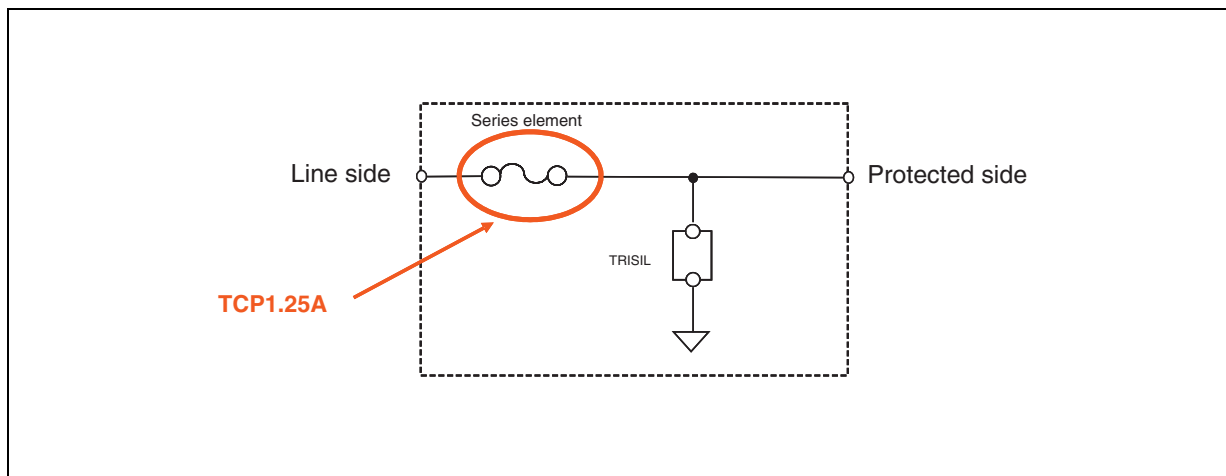 Series element
Line side
Protected side
TRISIL
TCP1.25A